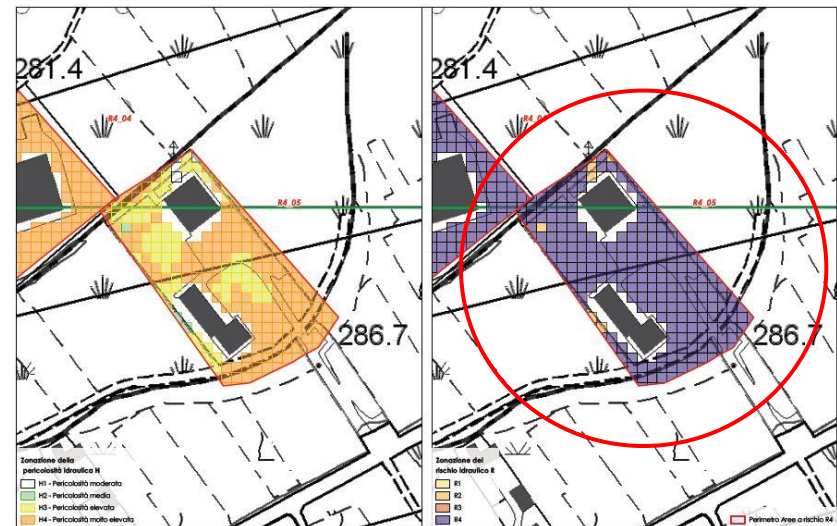 281.4
R4_04
R4_05
286.7
Zonazione della
pericolosità idraulica H
H1 - Pericolosità moderata
H2 - Pericolosità media
H3 - Pericolosità elevata
H4 - Pericolosità molto elevata
281.4
R4_04
R4_05
286.7
Zonazione del
rischio idraulico R
R1
R2
R3
R4
Perimetro Aree a rischio R4